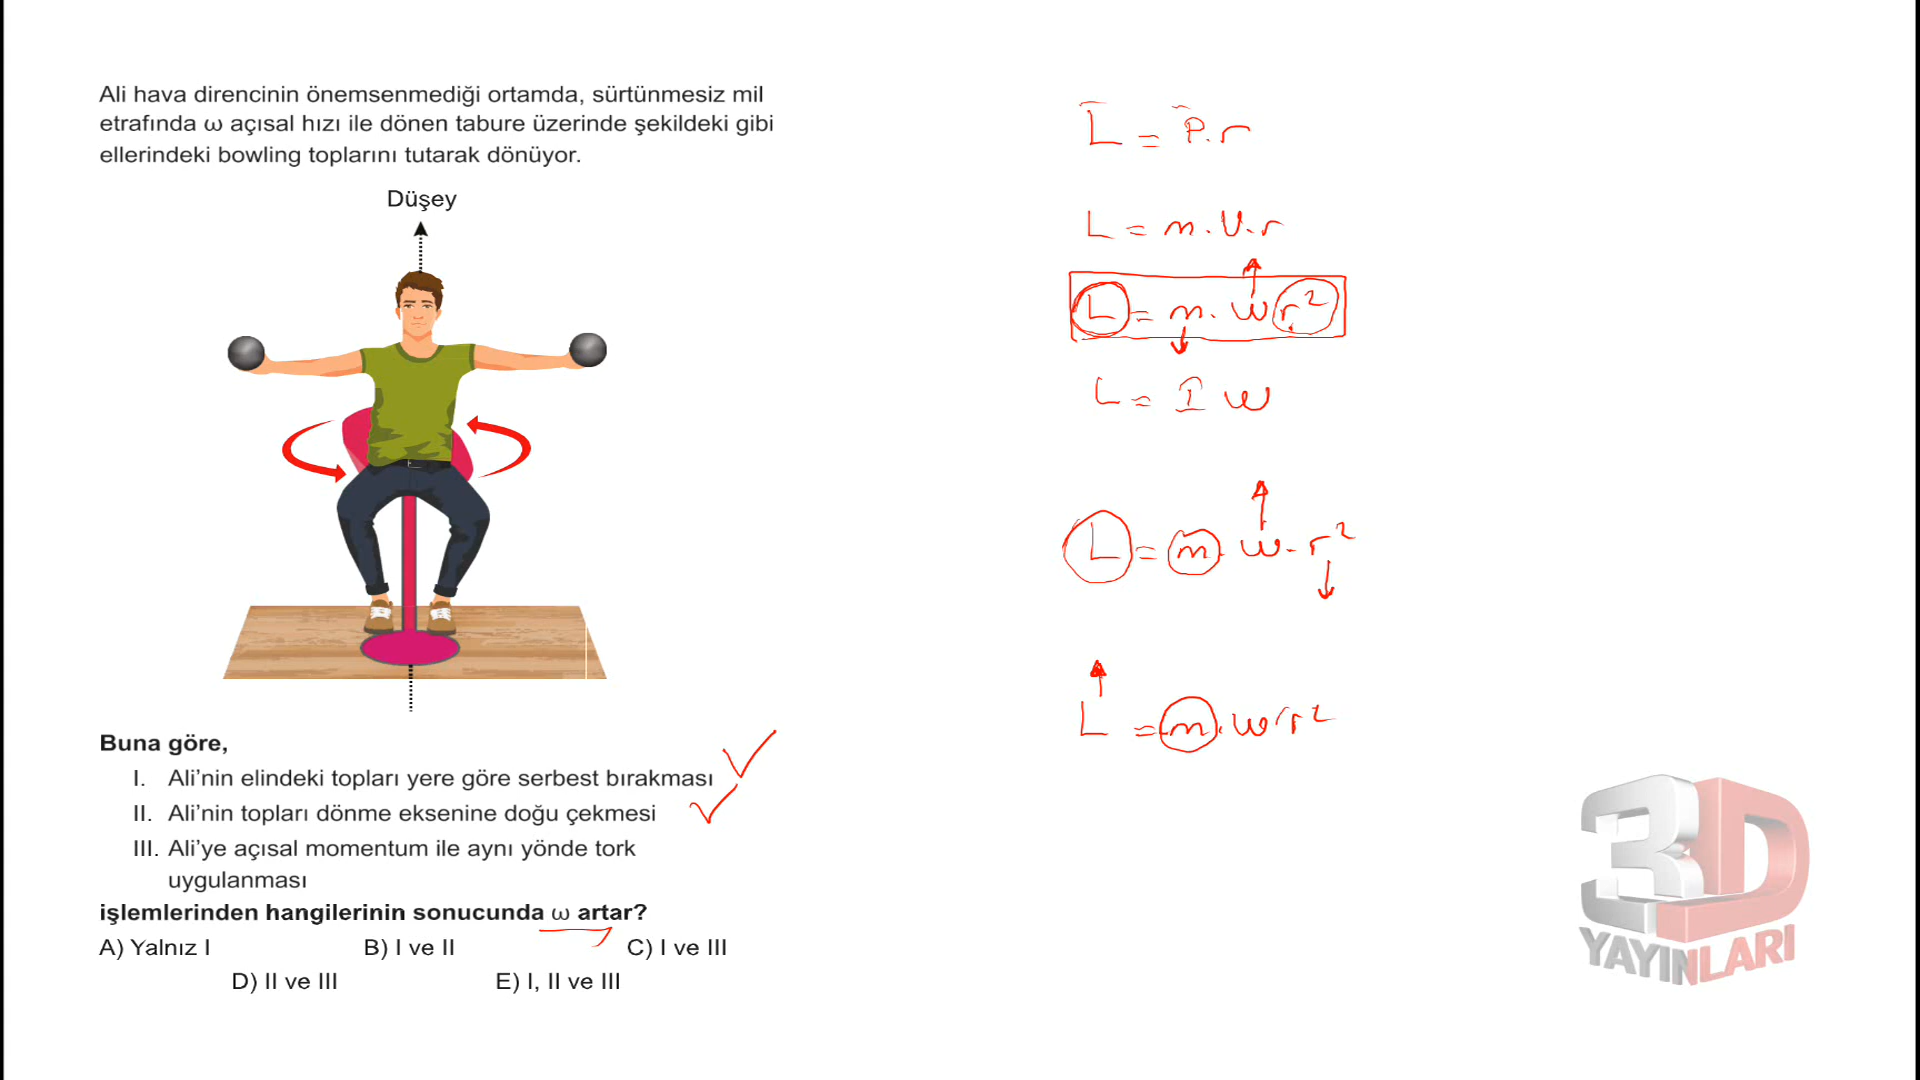 Ali hava direncinin önemsenmediği ortamda, sürtünmesiz mil
etrafında ω açısal hızı ile dönen tabure üzerinde şekildeki gibi
ellerindeki bowling toplarını tutarak dönüyor.
Düşey
Buna göre,
I. Ali'nin elindeki topları yere göre serbest bırakması
II. Ali'nin topları dönme eksenine doğu çekmesi
III. Ali'ye açısal momentum ile aynı yönde tork
uygulanması
işlemlerinden hangilerinin sonucunda ω artar?
A) Yalnız I B) I ve II C) I ve III
D) II ve III E) I, II ve III
L = P.r
L = m.V.r
L = m.w r²
L = I w
L = m.w.r²
L = m.w.r²
3D
YAYINLARI